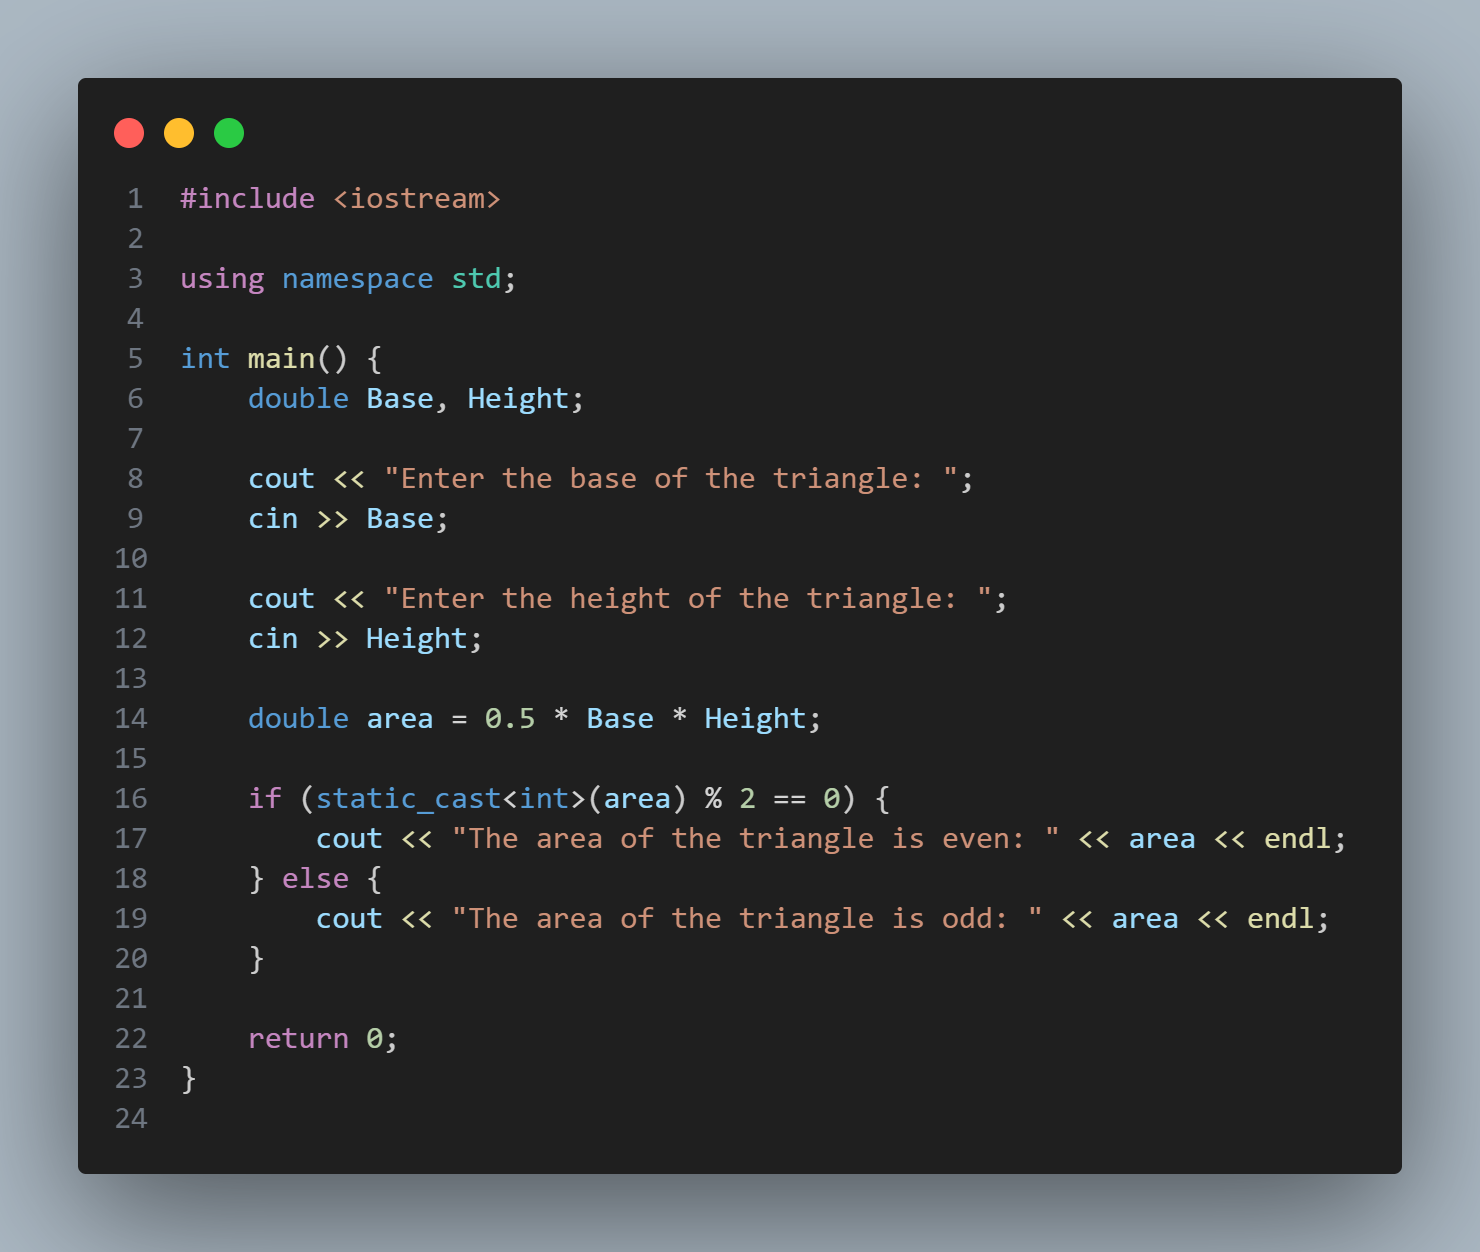 1 #include <iostream>
2
3 using namespace std;
4
5 int main() {
6     double Base, Height;
7
8     cout << "Enter the base of the triangle: ";
9     cin >> Base;
10
11     cout << "Enter the height of the triangle: ";
12     cin >> Height;
13
14     double area = 0.5 * Base * Height;
15
16     if (static_cast<int>(area) % 2 == 0) {
17         cout << "The area of the triangle is even: " << area << endl;
18     } else {
19         cout << "The area of the triangle is odd: " << area << endl;
20     }
21
22     return 0;
23 }
24